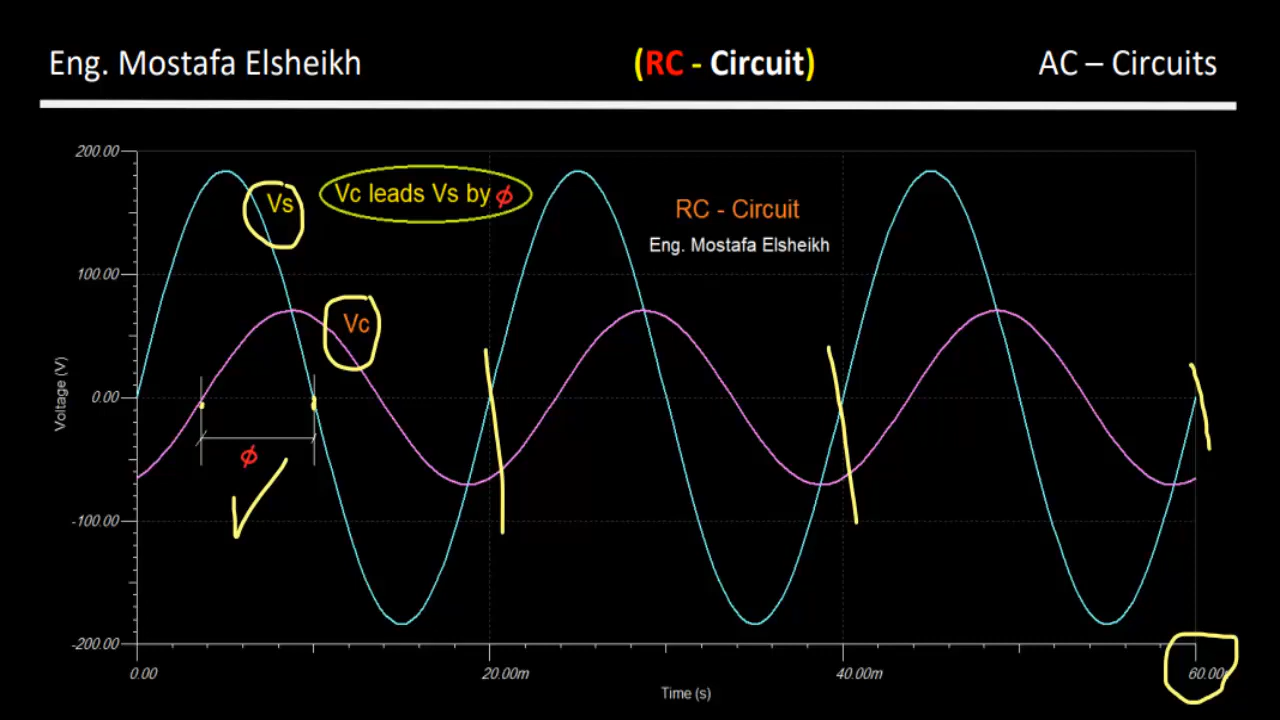 Eng. Mostafa Elsheikh
(RC - Circuit)
AC – Circuits
200.00
Vs
Vc leads Vs by ϕ
RC - Circuit
Eng. Mostafa Elsheikh
100.00
Vc
0.00
Voltage (V)
ϕ
-100.00
-200.00
0.00
20.00m
40.00m
60.00m
Time (s)